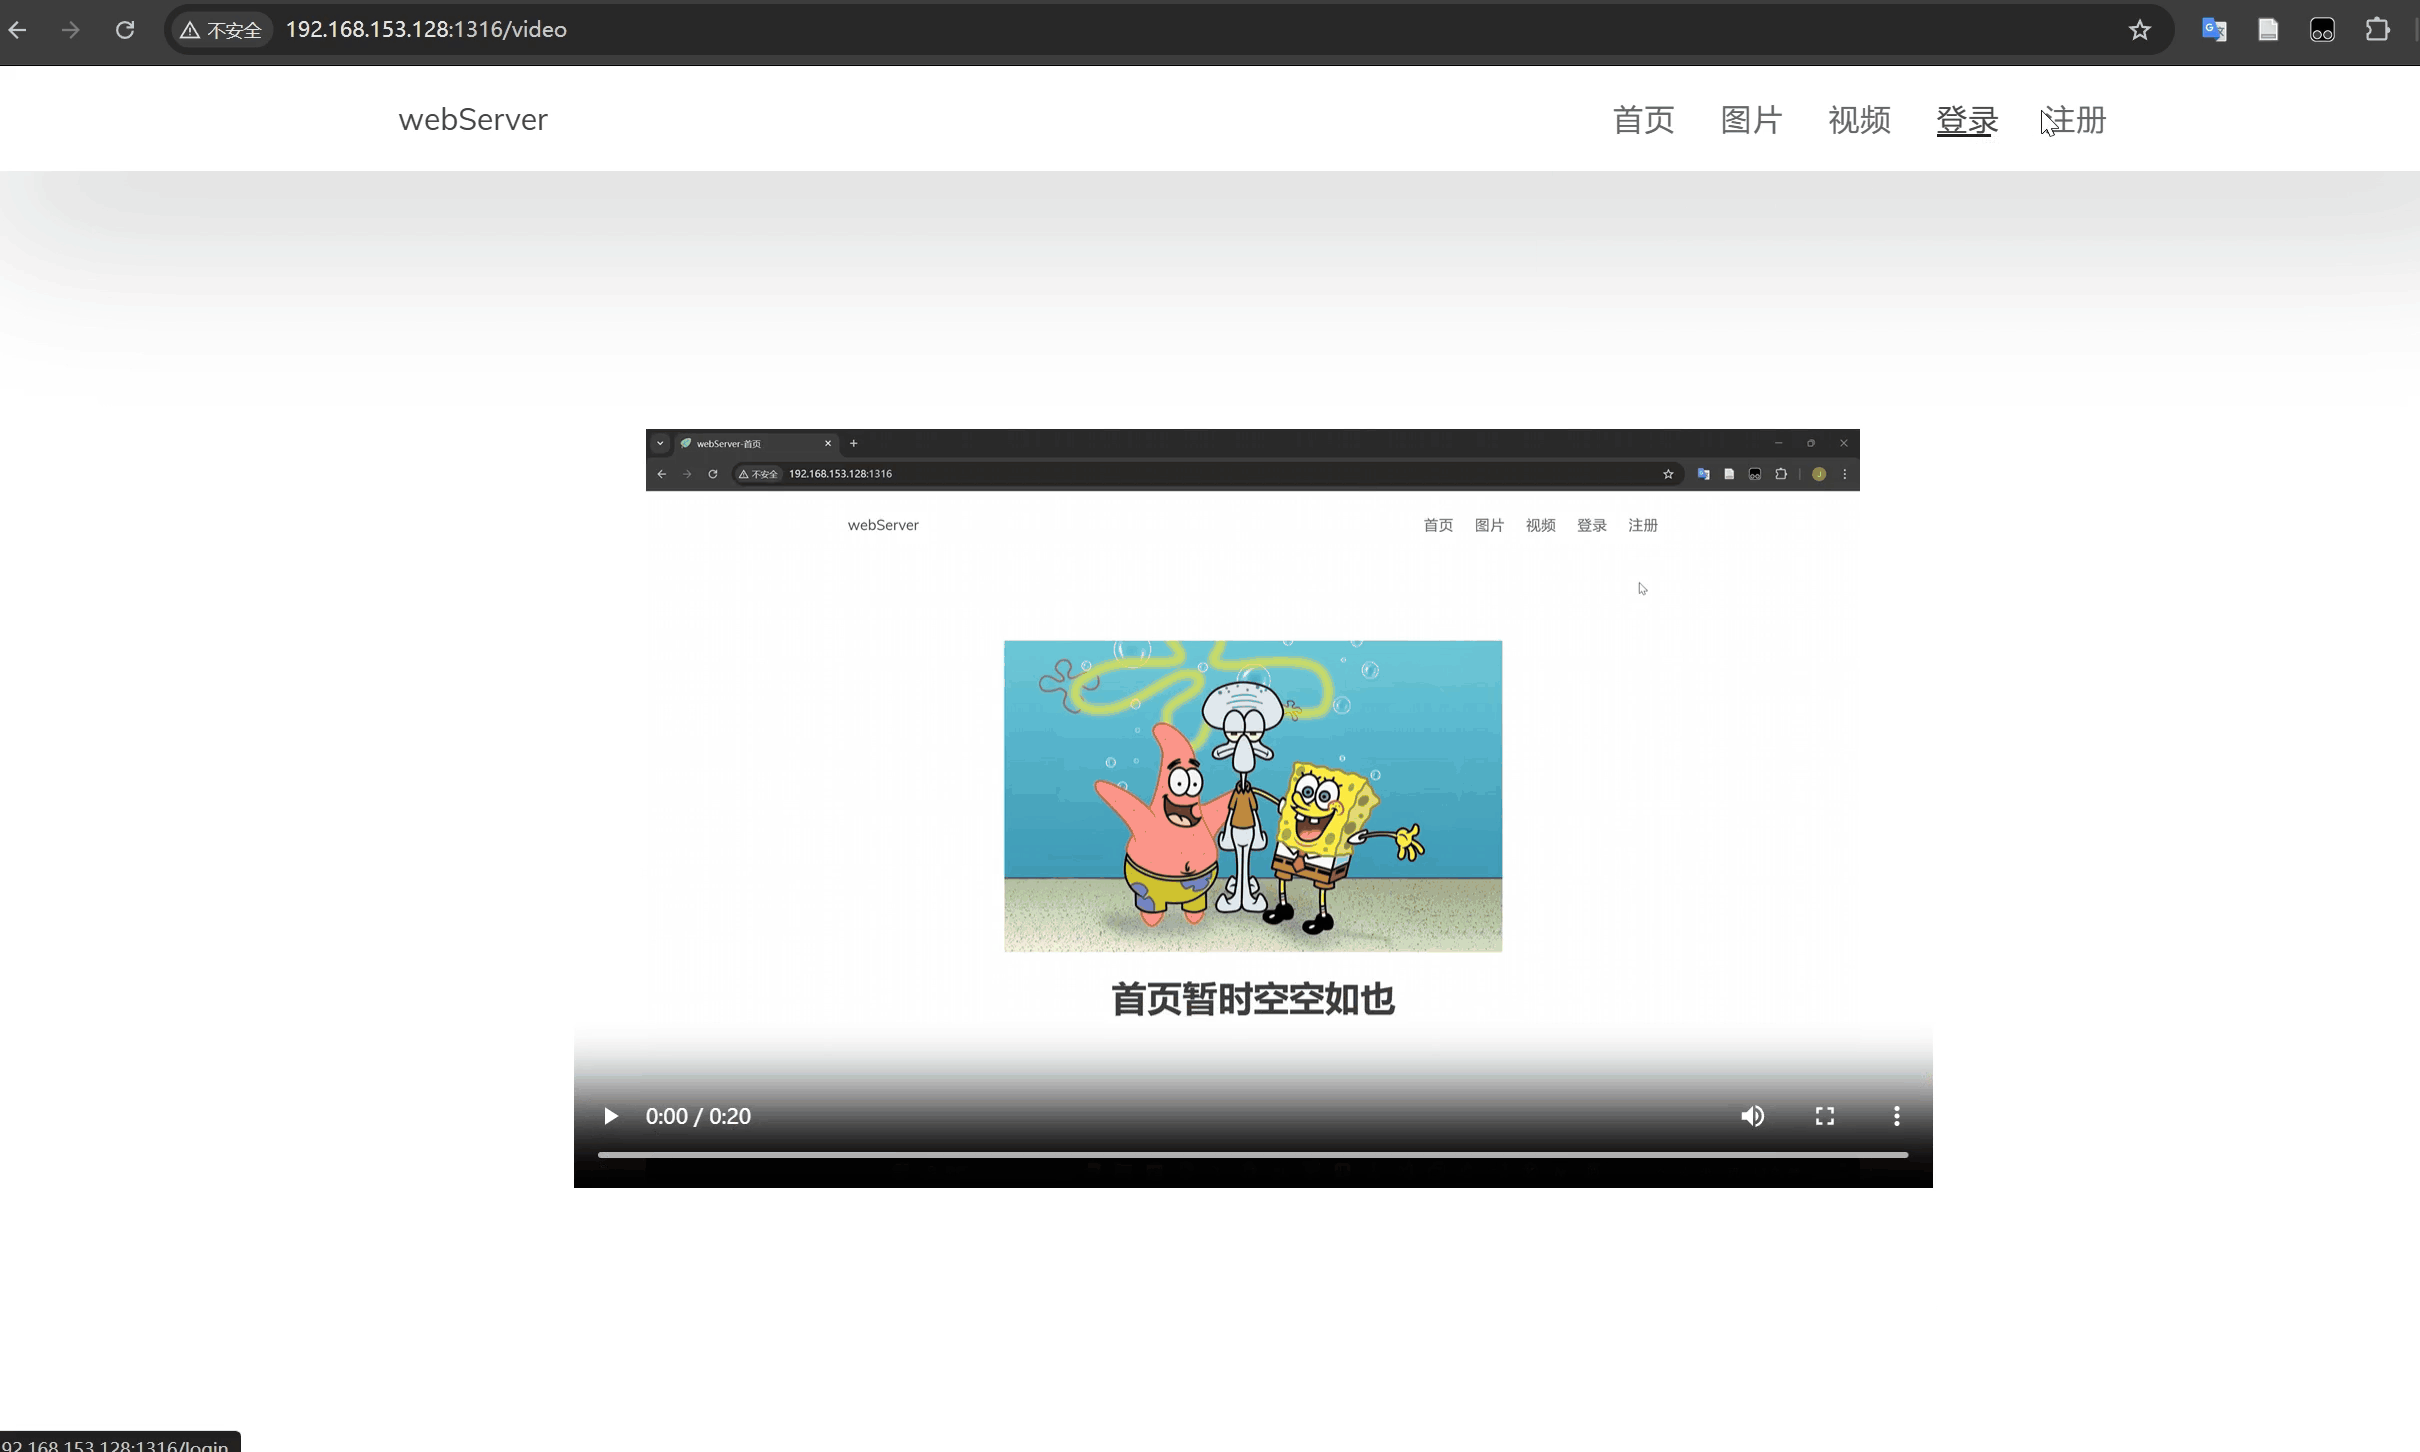 不安全 192.168.153.128:1316/video
webServer 首页 图片 视频 登录 注册
webServer-首页
不安全 192.168.153.128:1316
webServer 首页 图片 视频 登录 注册
首页暂时空空如也
0:00 / 0:20
92.168.153.128:1316/login